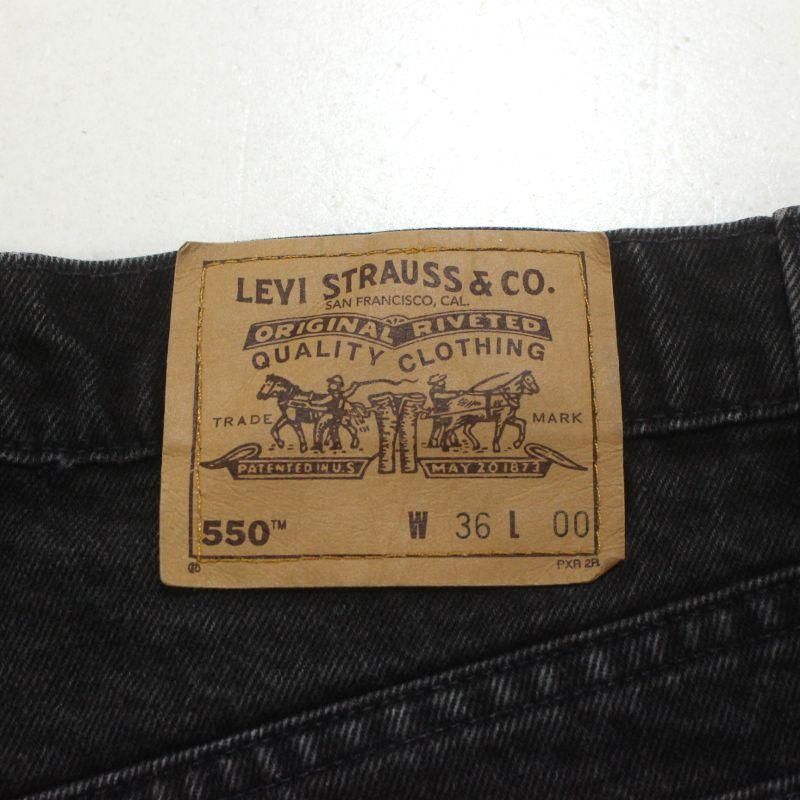 LEVI STRAUSS & CO.
SAN FRANCISCO, CAL.
ORIGINAL RIVETED
QUALITY CLOTHING
TRADE MARK
PATENTED IN U.S. MAY 20 1873
550™ W 36 L 00
PXR 2R